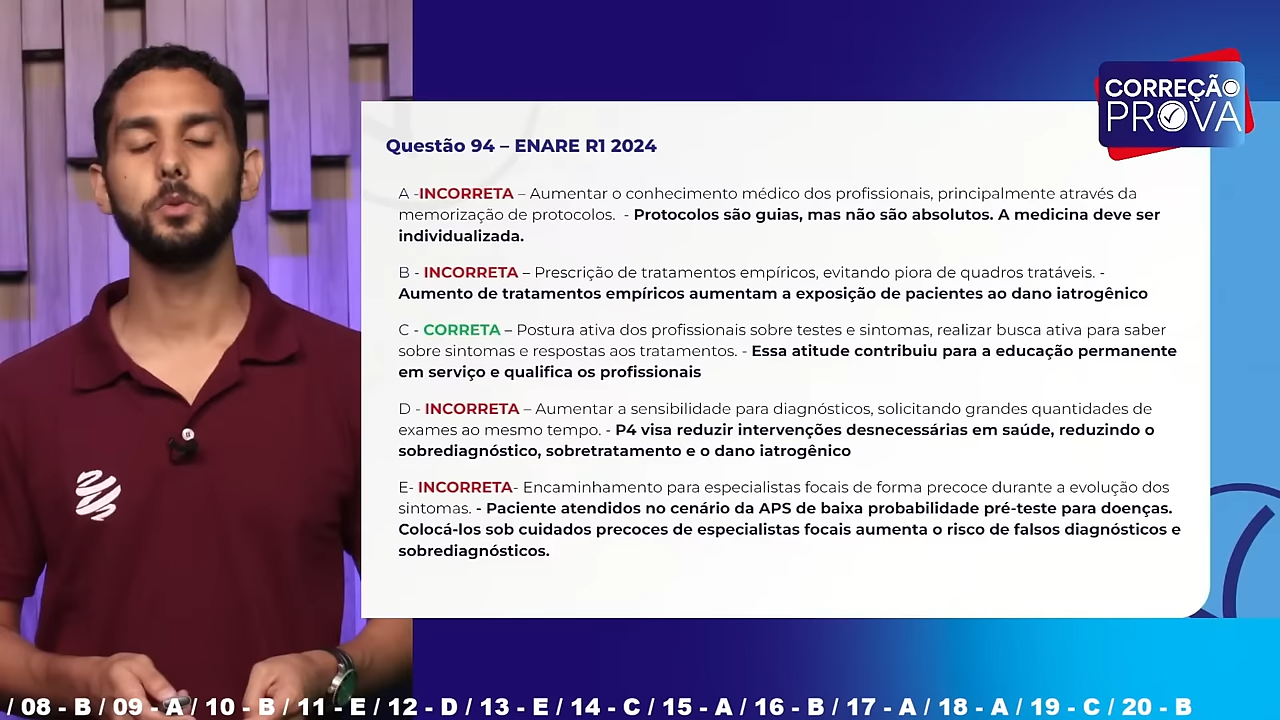 CORREÇÃO
PROVA
Questão 94 – ENARE R1 2024
A -INCORRETA – Aumentar o conhecimento médico dos profissionais, principalmente através da
memorização de protocolos.  - Protocolos são guias, mas não são absolutos. A medicina deve ser
individualizada.
B - INCORRETA – Prescrição de tratamentos empíricos, evitando piora de quadros tratáveis. -
Aumento de tratamentos empíricos aumentam a exposição de pacientes ao dano iatrogênico
C - CORRETA – Postura ativa dos profissionais sobre testes e sintomas, realizar busca ativa para saber
sobre sintomas e respostas aos tratamentos. - Essa atitude contribuiu para a educação permanente
em serviço e qualifica os profissionais
D - INCORRETA – Aumentar a sensibilidade para diagnósticos, solicitando grandes quantidades de
exames ao mesmo tempo. - P4 visa reduzir intervenções desnecessárias em saúde, reduzindo o
sobrediagnóstico, sobretratamento e o dano iatrogênico
E- INCORRETA- Encaminhamento para especialistas focais de forma precoce durante a evolução dos
sintomas. - Paciente atendidos no cenário da APS de baixa probabilidade pré-teste para doenças.
Colocá-los sob cuidados precoces de especialistas focais aumenta o risco de falsos diagnósticos e
sobrediagnósticos.
/ 08 - B / 09 - A / 10 - B / 11 - E / 12 - D / 13 - E / 14 - C / 15 - A / 16 - B / 17 - A / 18 - A / 19 - C / 20 - B